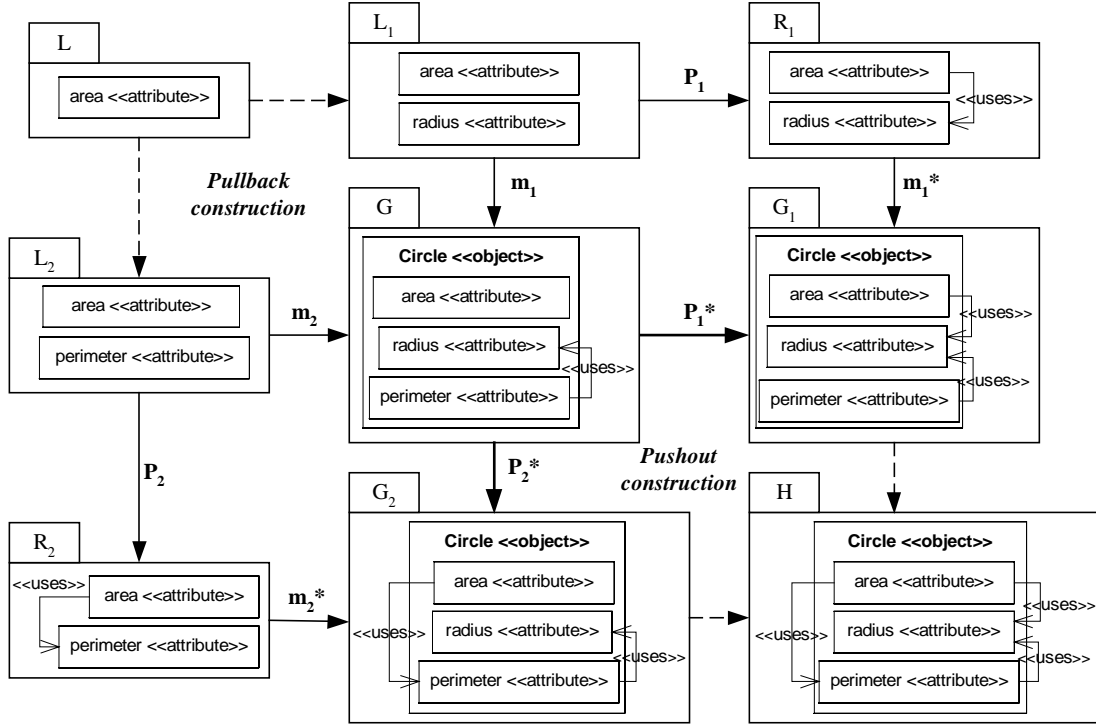 L
area <<attribute>>
L1
area <<attribute>>
radius <<attribute>>
P1
R1
area <<attribute>>
<<uses>>
radius <<attribute>>
Pullback
construction
m1
m1*
L2
area <<attribute>>
perimeter <<attribute>>
m2
G
Circle <<object>>
area <<attribute>>
radius <<attribute>>
<<uses>>
perimeter <<attribute>>
P1*
G1
Circle <<object>>
area <<attribute>>
<<uses>>
radius <<attribute>>
<<uses>>
perimeter <<attribute>>
P2
P2*
Pushout
construction
R2
<<uses>>
area <<attribute>>
perimeter <<attribute>>
m2*
G2
Circle <<object>>
area <<attribute>>
<<uses>>
radius <<attribute>>
<<uses>>
perimeter <<attribute>>
H
Circle <<object>>
area <<attribute>>
<<uses>>
<<uses>>
radius <<attribute>>
<<uses>>
perimeter <<attribute>>